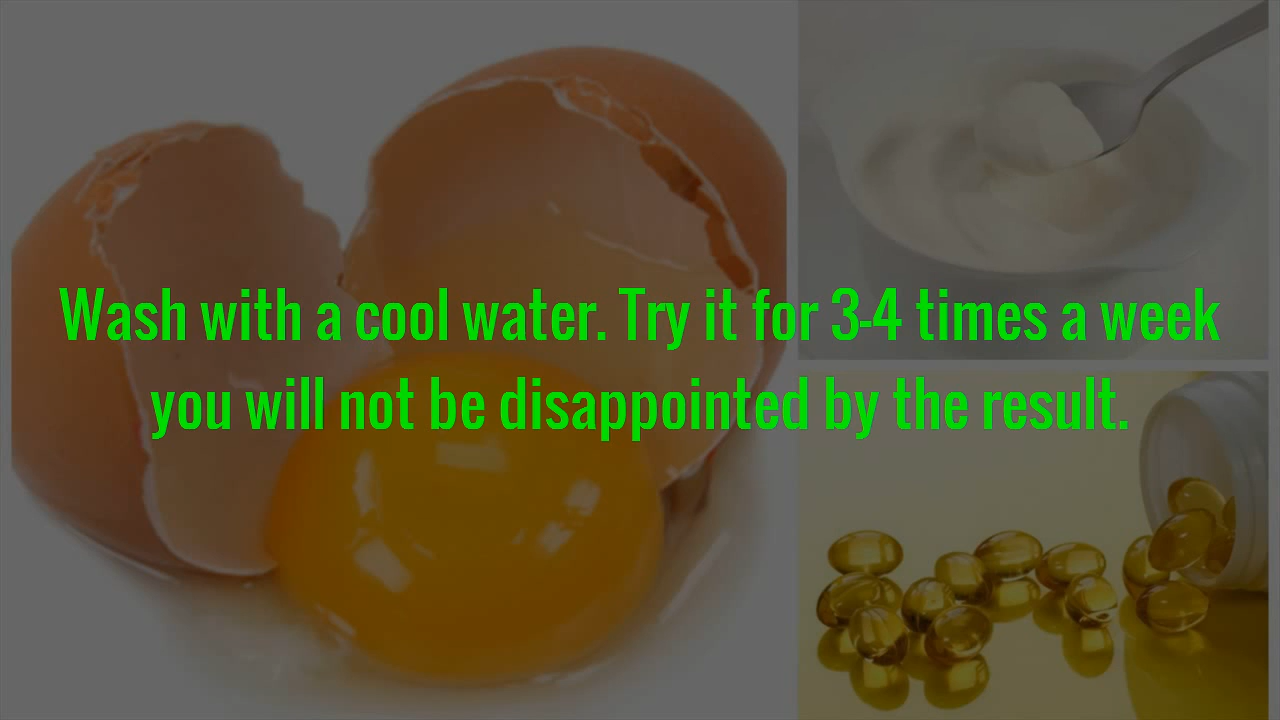 Wash with a cool water. Try it for 3-4 times a week
you will not be disappointed by the result.